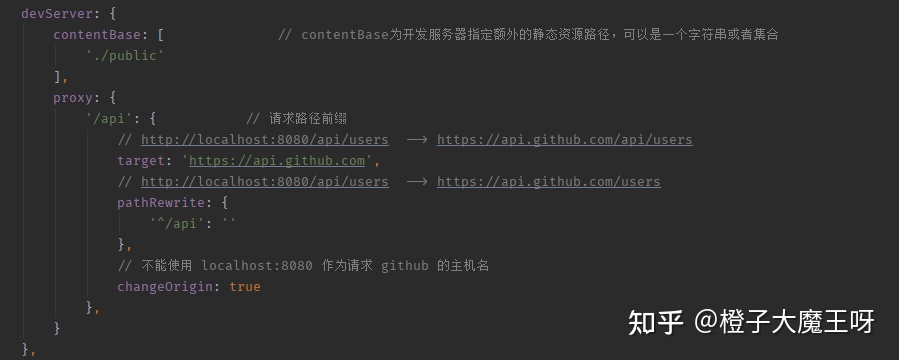 devServer: {
    contentBase: [              // contentBase为开发服务器指定额外的静态资源路径，可以是一个字符串或者集合
        './public'
    ],
    proxy: {
        '/api': {           // 请求路径前缀
            // http://localhost:8080/api/users  --> https://api.github.com/api/users
            target: 'https://api.github.com',
            // http://localhost:8080/api/users  --> https://api.github.com/users
            pathRewrite: {
                '^/api': ''
            },
            // 不能使用 localhost:8080 作为请求 github 的主机名
            changeOrigin: true
        },
    }
},
知乎 @橙子大魔王呀